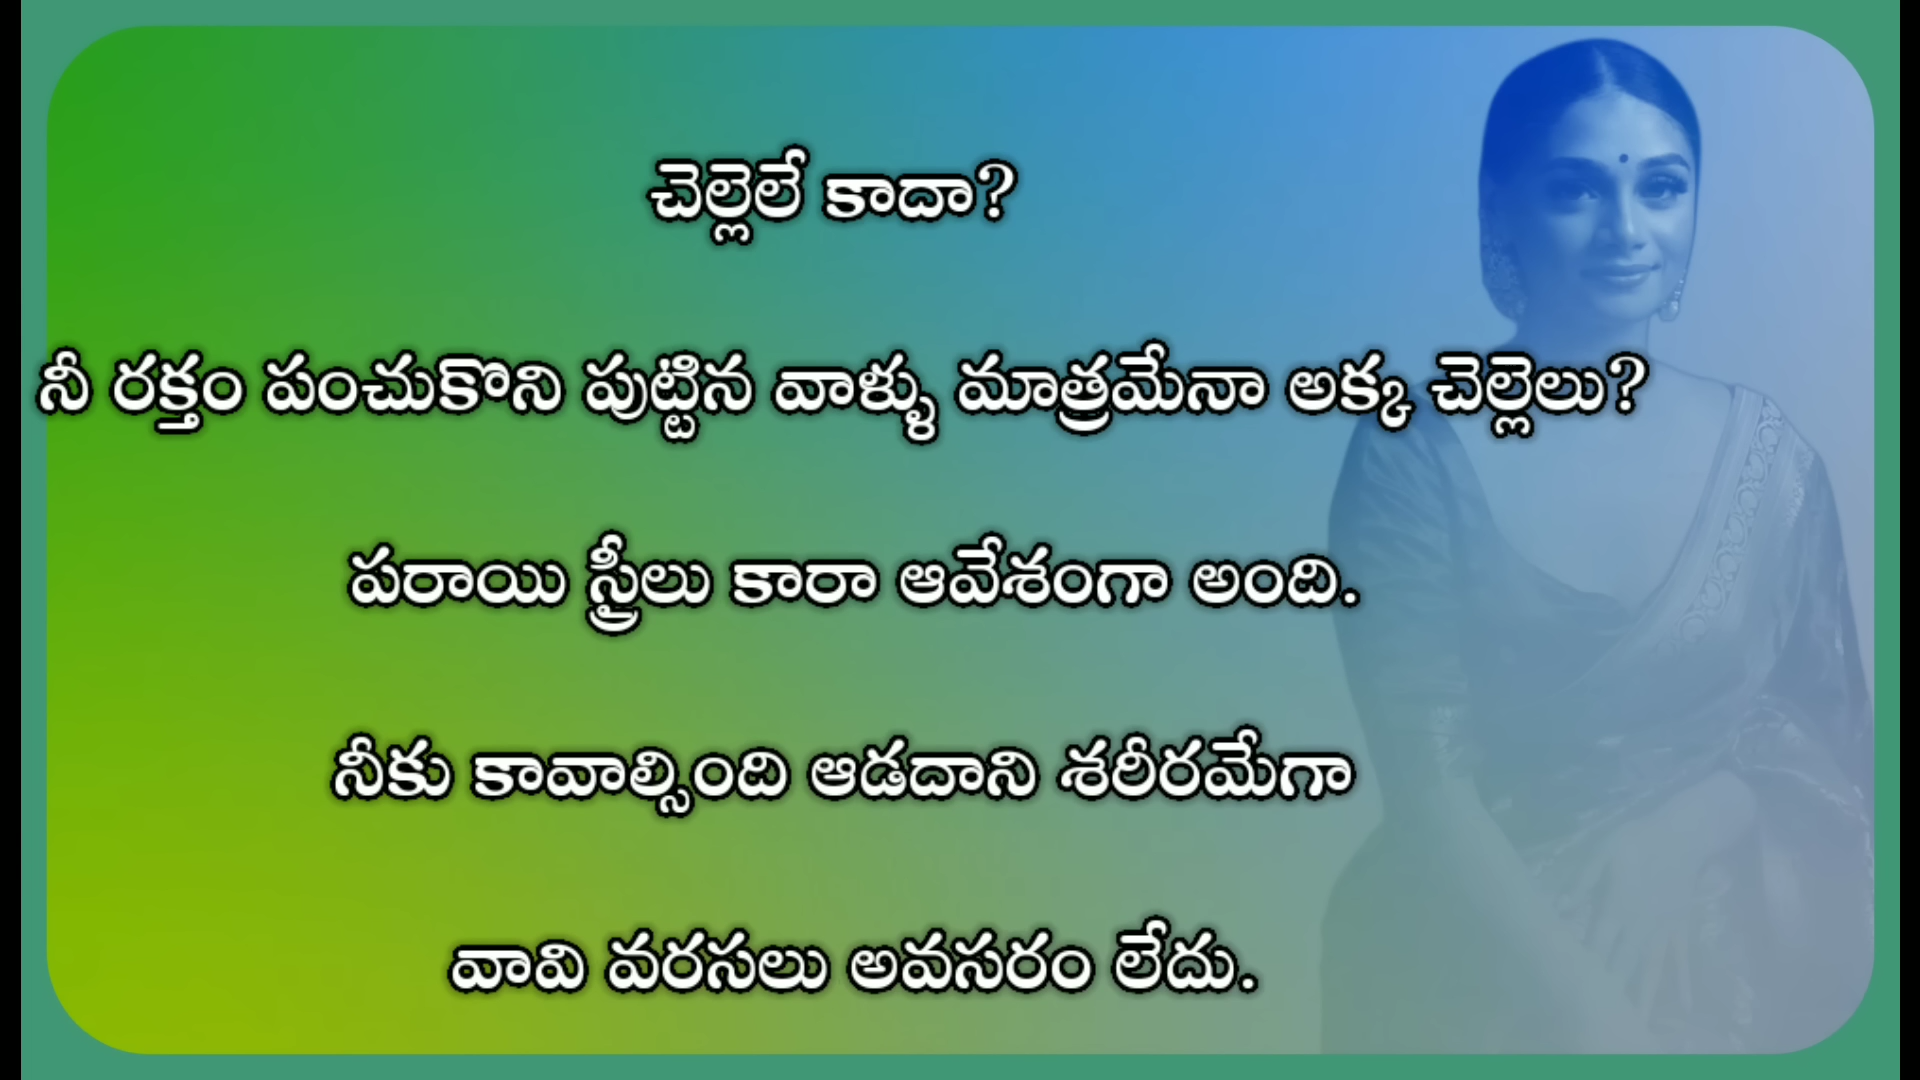 చెల్లెలే కాదా?
నీ రక్తం పంచుకొని పుట్టిన వాళ్ళు మాత్రమేనా అక్క చెల్లెలు?
పరాయి స్త్రీలు కారా ఆవేశంగా అంది.
నీకు కావాల్సింది ఆడదాని శరీరమేగా
వావి వరసలు అవసరం లేదు.